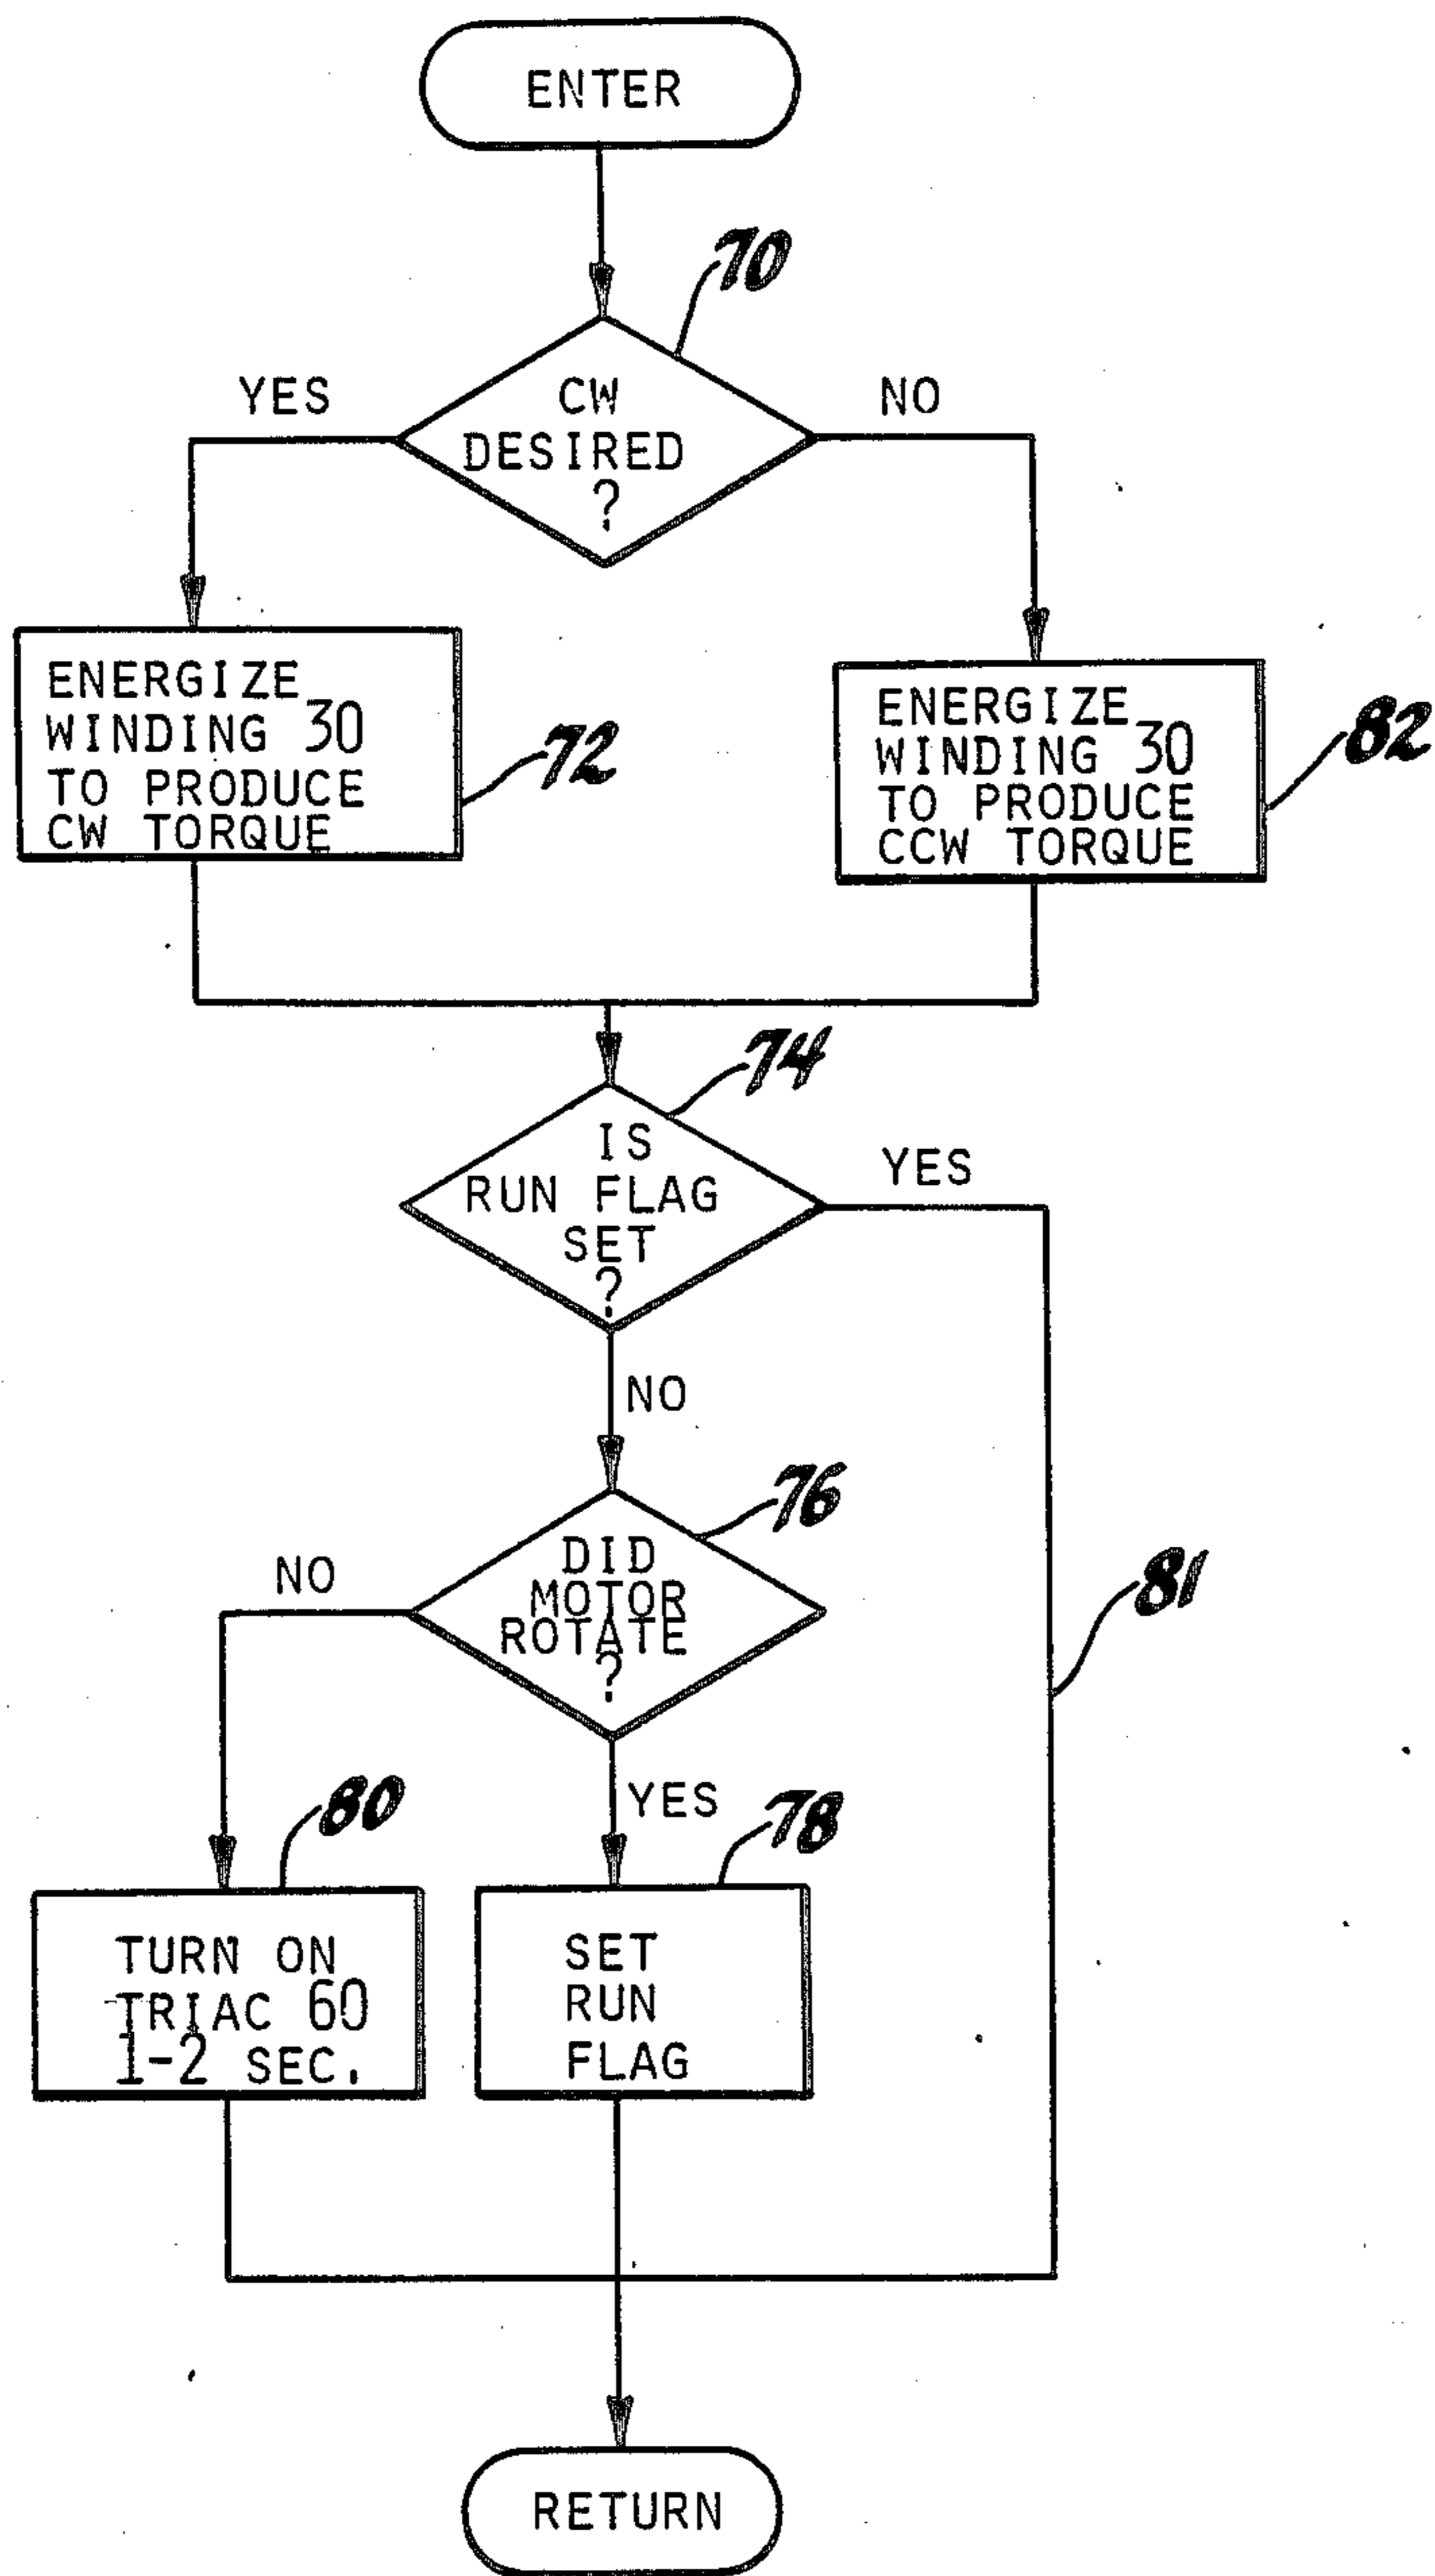 ENTER
70
YES
CW
DESIRED
?
NO
ENERGIZE
WINDING 30
TO PRODUCE
CW TORQUE
72
ENERGIZE
WINDING 30
TO PRODUCE
CCW TORQUE
82
74
IS
RUN FLAG
SET
?
YES
NO
76
DID
MOTOR
ROTATE
?
NO
81
YES
80
78
TURN ON
TRIAC 60
1-2 SEC.
SET
RUN
FLAG
RETURN